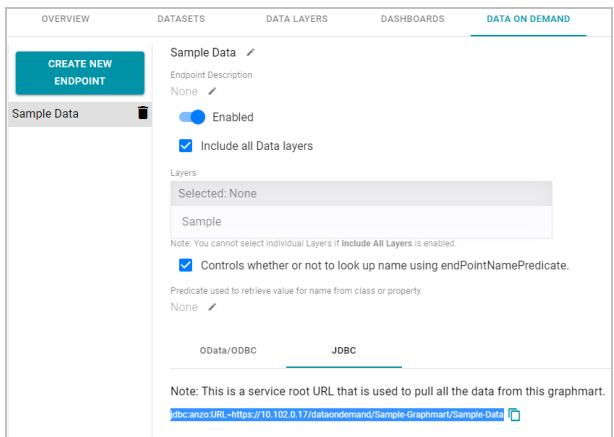 OVERVIEW DATASETS DATA LAYERS DASHBOARDS DATA ON DEMAND
CREATE NEW
ENDPOINT
Sample Data
Sample Data
Endpoint Description
None
Enabled
Include all Data layers
Layers
Selected: None
Sample
Note: You cannot select individual Layers if Include All Layers is enabled.
Controls whether or not to look up name using endPointNamePredicate.
Predicate used to retrieve value for name from class or property.
None
OData/ODBC JDBC
Note: This is a service root URL that is used to pull all the data from this graphmart.
jdbc:anzo:URL=https://10.102.0.17/dataondemand/Sample-Graphmart/Sample-Data